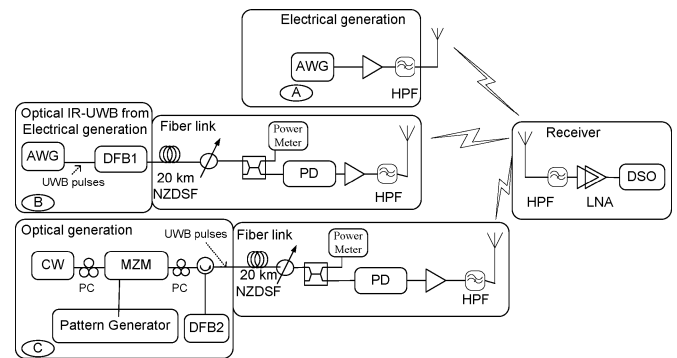 Electrical generation
AWG
HPF
A
Optical IR-UWB from
Electrical generation
AWG
DFB1
UWB pulses
B
Fiber link
20 km
NZDSF
Power
Meter
PD
HPF
Receiver
HPF
LNA
DSO
Optical generation
CW
PC
MZM
PC
UWB pulses
Pattern Generator
DFB2
C
Fiber link
20 km
NZDSF
Power
Meter
PD
HPF